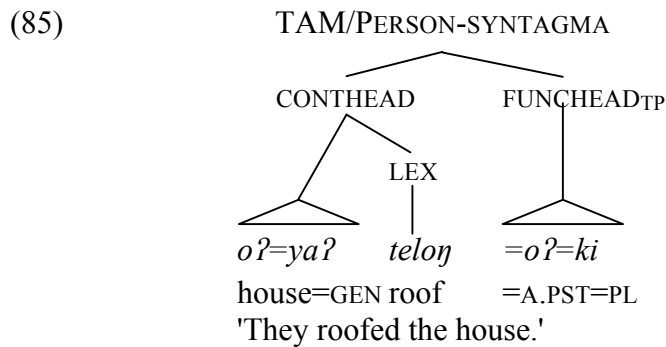 (85) TAM/PERSON-SYNTAGMA
CONTHEAD FUNCHEADTP
LEX
oʔ=yaʔ teloŋ =oʔ=ki
house=GEN roof =A.PST=PL
'They roofed the house.'